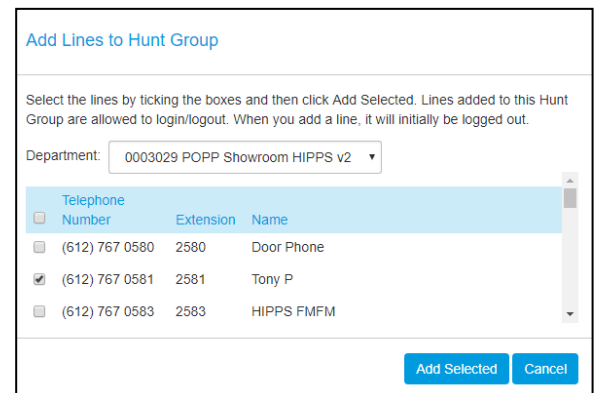 Add Lines to Hunt Group
Select the lines by ticking the boxes and then click Add Selected. Lines added to this Hunt
Group are allowed to login/logout. When you add a line, it will initially be logged out.
Department: 0003029 POPP Showroom HIPPS v2
Telephone
Number Extension Name
(612) 767 0580 2580 Door Phone
(612) 767 0581 2581 Tony P
(612) 767 0583 2583 HIPPS FMFM
Add Selected Cancel